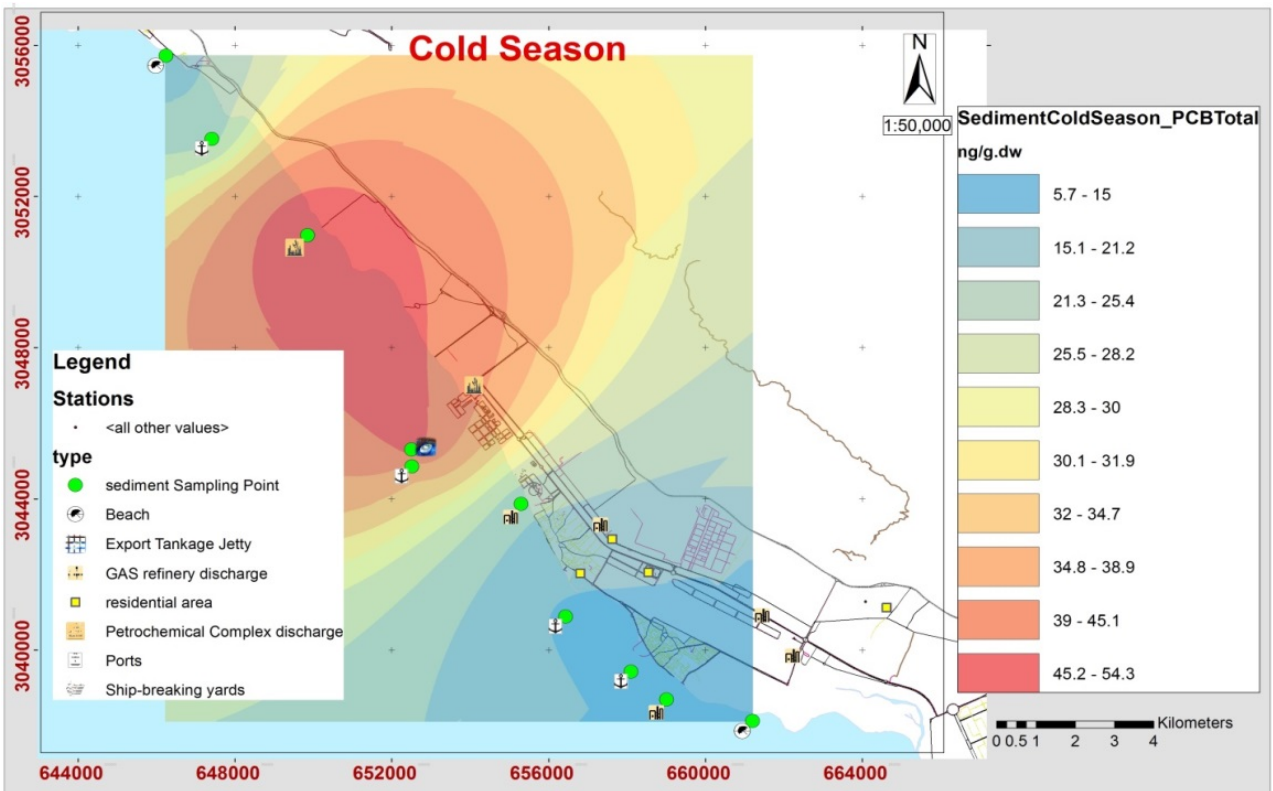 Cold Season
N
1:50,000
SedimentColdSeason_PCBTotal
ng/g.dw
5.7 - 15
15.1 - 21.2
21.3 - 25.4
25.5 - 28.2
28.3 - 30
30.1 - 31.9
32 - 34.7
34.8 - 38.9
39 - 45.1
45.2 - 54.3
3056000
3052000
3048000
3044000
3040000
Legend
Stations
<all other values>
type
sediment Sampling Point
Beach
Export Tankage Jetty
GAS refinery discharge
residential area
Petrochemical Complex discharge
Ports
Ship-breaking yards
Kilometers
0 0.5 1 2 3 4
644000 648000 652000 656000 660000 664000